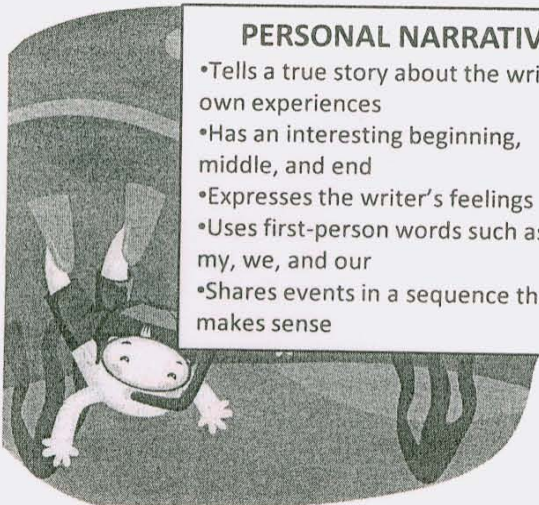 PERSONAL NARRATIV
•Tells a true story about the wri
own experiences
•Has an interesting beginning,
middle, and end
•Expresses the writer's feelings
•Uses first-person words such as
my, we, and our
•Shares events in a sequence th
makes sense